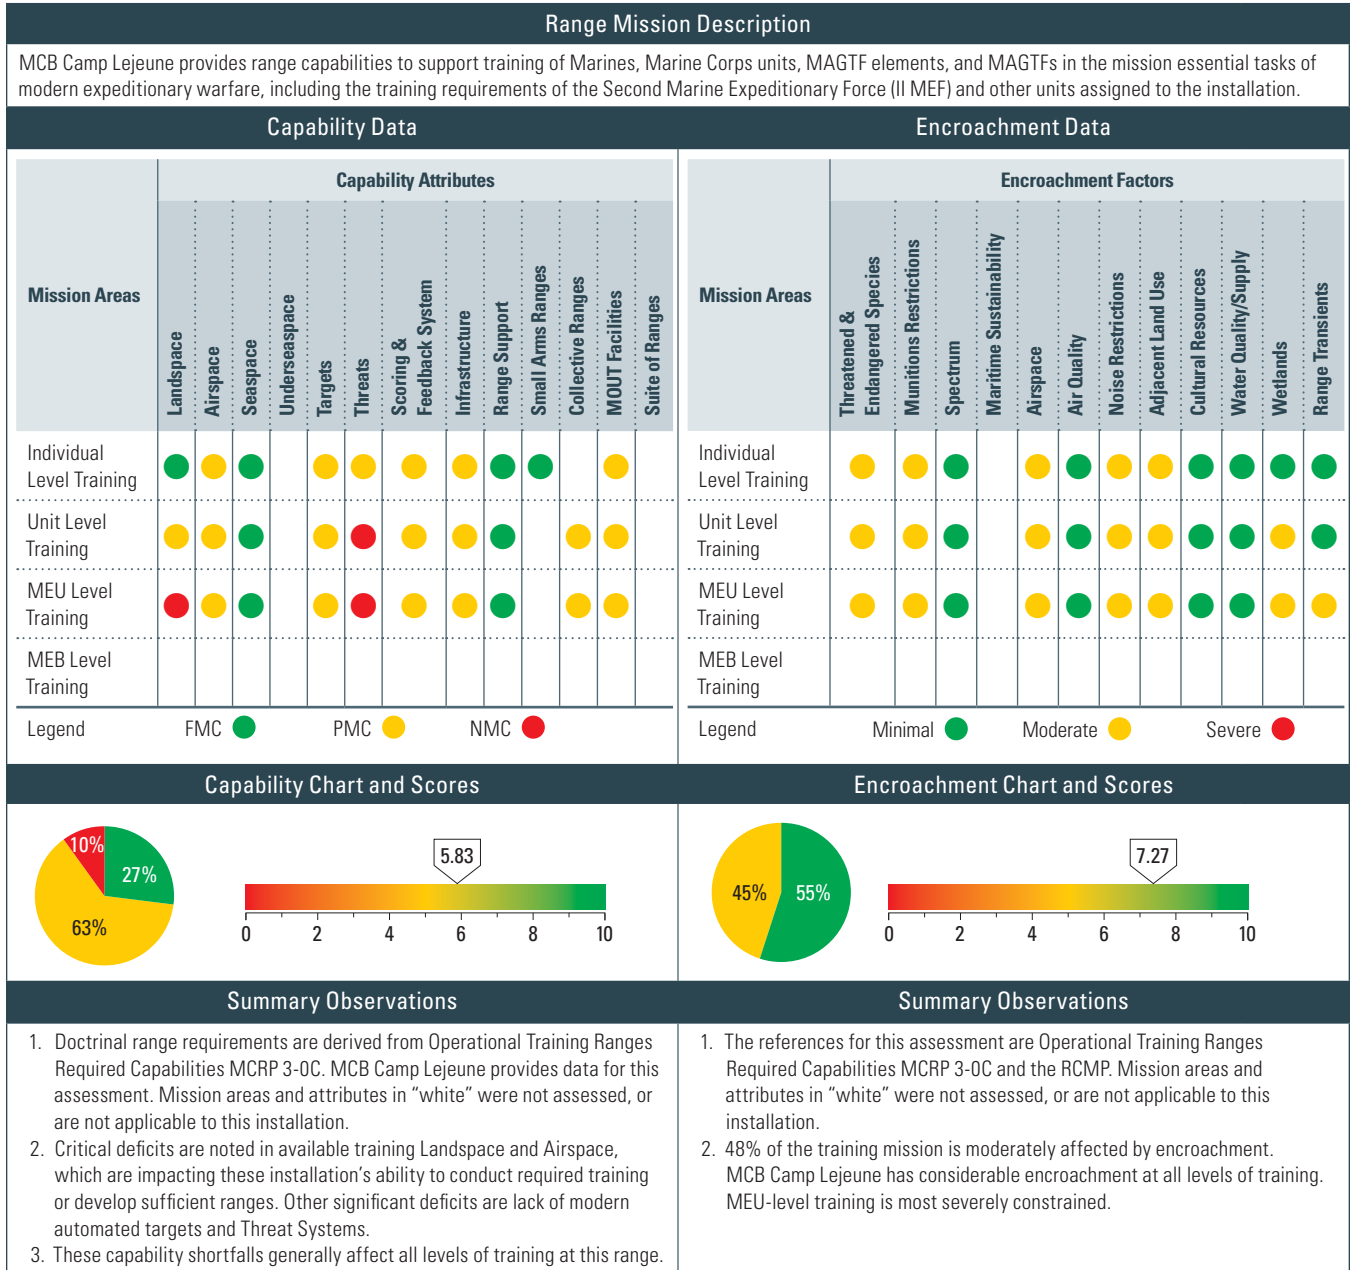 Range Mission Description
MCB Camp Lejeune provides range capabilities to support training of Marines, Marine Corps units, MAGTF elements, and MAGTFs in the mission essential tasks of
modern expeditionary warfare, including the training requirements of the Second Marine Expeditionary Force (II MEF) and other units assigned to the installation.
Capability Data
Mission Areas
Capability Attributes
Landspace
Airspace
Seaspace
Underseaspace
Targets
Threats
Scoring &
Feedback System
Infrastructure
Range Support
Small Arms Ranges
Collective Ranges
MOUT Facilities
Suite of Ranges
Individual
Level Training
Unit Level
Training
MEU Level
Training
MEB Level
Training
Legend
FMC
PMC
NMC
Encroachment Data
Mission Areas
Encroachment Factors
Threatened &
Endangered Species
Munitions Restrictions
Spectrum
Maritime Sustainability
Airspace
Air Quality
Noise Restrictions
Adjacent Land Use
Cultural Resources
Water Quality/Supply
Wetlands
Range Transients
Individual
Level Training
Unit Level
Training
MEU Level
Training
MEB Level
Training
Legend
Minimal
Moderate
Severe
Capability Chart and Scores
10%
27%
63%
5.83
0 2 4 6 8 10
Encroachment Chart and Scores
45%
55%
7.27
0 2 4 6 8 10
Summary Observations
1. Doctrinal range requirements are derived from Operational Training Ranges
Required Capabilities MCRP 3-0C. MCB Camp Lejeune provides data for this
assessment. Mission areas and attributes in “white” were not assessed, or
are not applicable to this installation.
2. Critical deficits are noted in available training Landspace and Airspace,
which are impacting these installation’s ability to conduct required training
or develop sufficient ranges. Other significant deficits are lack of modern
automated targets and Threat Systems.
3. These capability shortfalls generally affect all levels of training at this range.
Summary Observations
1. The references for this assessment are Operational Training Ranges
Required Capabilities MCRP 3-0C and the RCMP. Mission areas and
attributes in “white” were not assessed, or are not applicable to this
installation.
2. 48% of the training mission is moderately affected by encroachment.
MCB Camp Lejeune has considerable encroachment at all levels of training.
MEU-level training is most severely constrained.